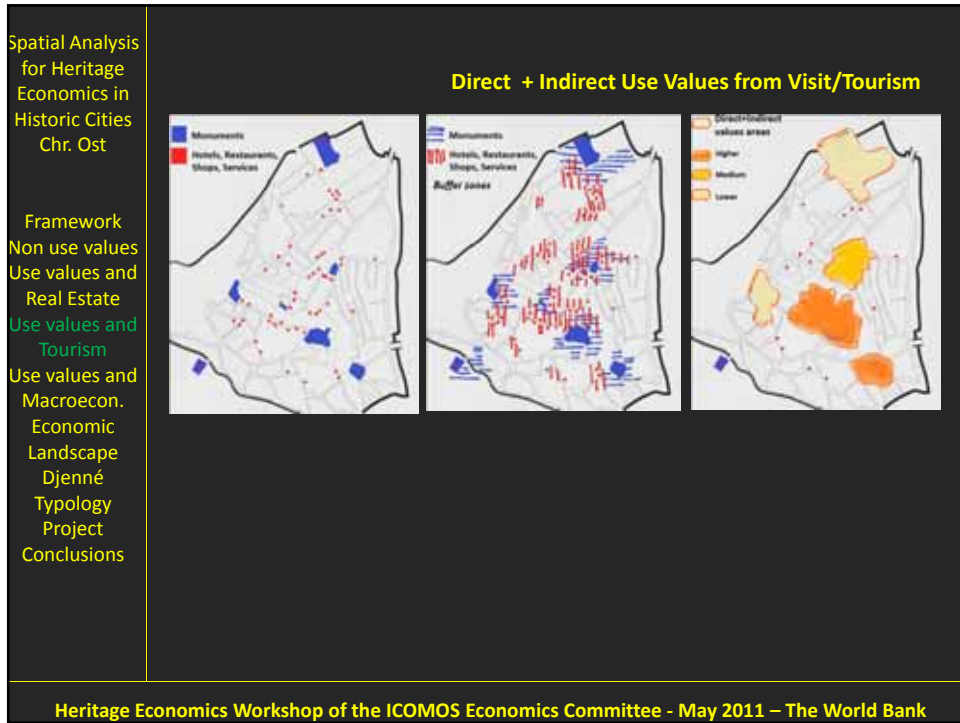 Spatial Analysis
for Heritage
Economics in
Historic Cities
Chr. Ost
Framework
Non use values
Use values and
Real Estate
Use values and
Tourism
Use values and
Macroecon.
Economic
Landscape
Djenné
Typology
Project
Conclusions
Direct + Indirect Use Values from Visit/Tourism
Monuments
Hotels, Restaurants,
Shops, Services
Monuments
Hotels, Restaurants,
Shops, Services
Buffer zones
Direct+Indirect
values areas
Higher
Medium
Lower
Heritage Economics Workshop of the ICOMOS Economics Committee - May 2011 – The World Bank